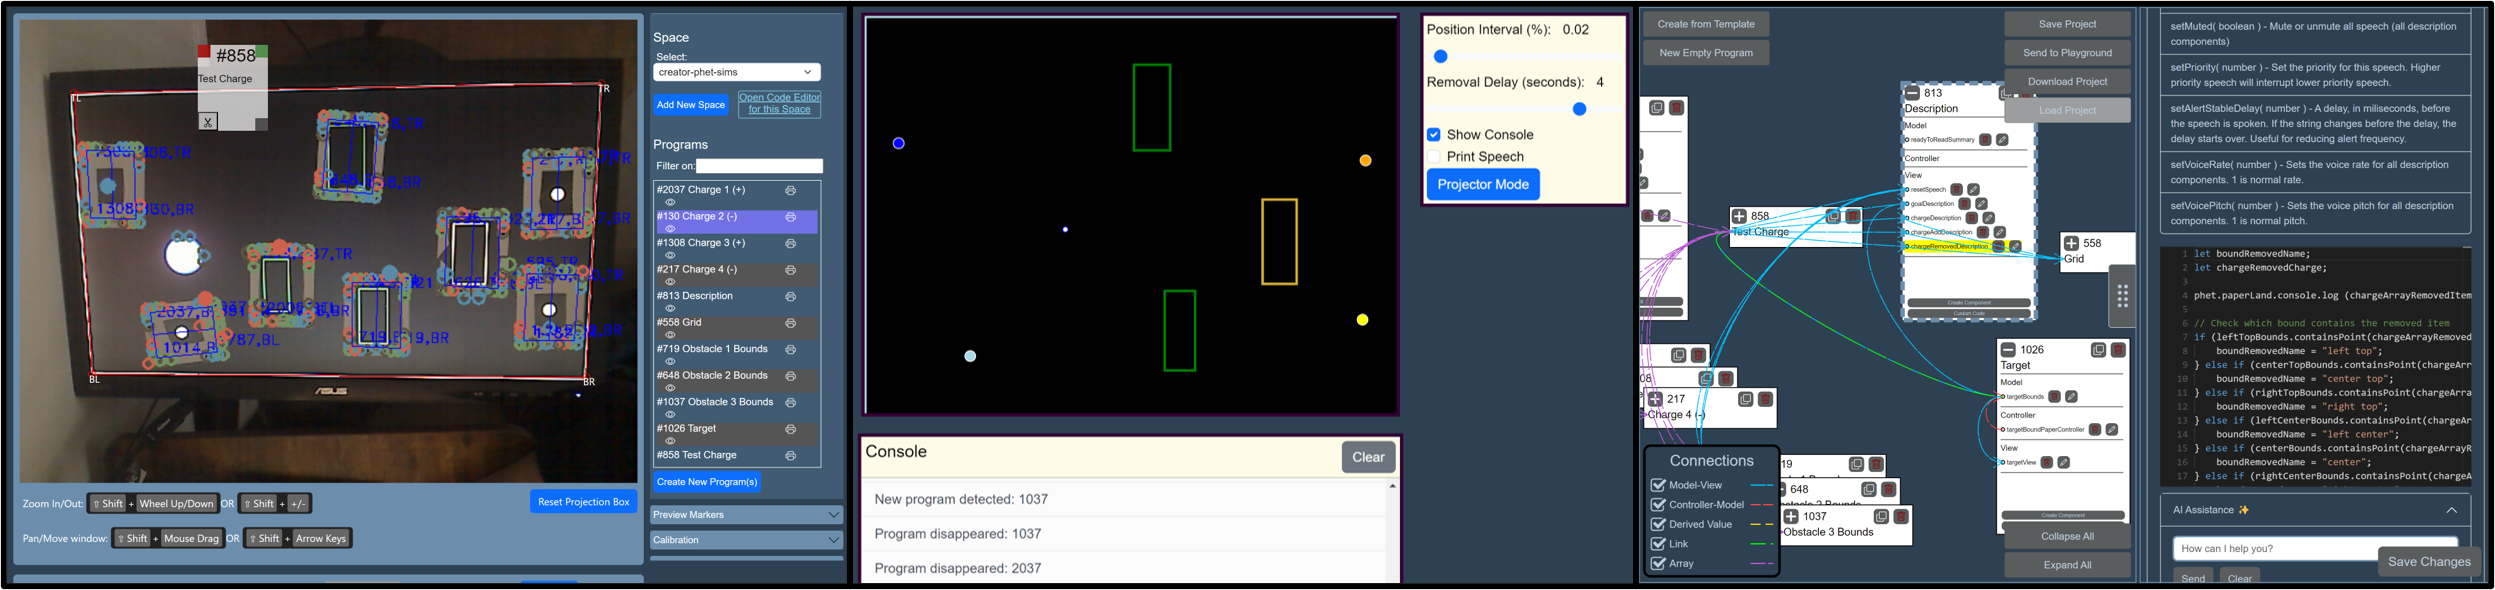 #858
Test Charge
TL
TR
BL
BR
ASUS
Zoom In/Out: ⇧ Shift + Wheel Up/Down OR ⇧ Shift + +/-
Pan/Move window: ⇧ Shift + Mouse Drag OR ⇧ Shift + Arrow Keys
Reset Projection Box
Space
Select:
creator-phet-sims
Add New Space
Open Code Editor
for this Space
Programs
Filter on:
#2037 Charge 1 (+)
#130 Charge 2 (-)
#1308 Charge 3 (+)
#217 Charge 4 (-)
#813 Description
#558 Grid
#719 Obstacle 1 Bounds
#648 Obstacle 2 Bounds
#1037 Obstacle 3 Bounds
#1026 Target
#858 Test Charge
Create New Program(s)
Preview Markers
Calibration
Position Interval (%): 0.02
Removal Delay (seconds): 4
Show Console
Print Speech
Projector Mode
Console
Clear
New program detected: 1037
Program disappeared: 1037
Program disappeared: 2037
Create from Template
New Empty Program
Save Project
Send to Playground
Download Project
Load Project
858
Test Charge
217
Charge 4 (-)
813
Description
Model
readyToReadSummary
Controller
View
resetSpeech
goalDescription
chargeDescription
chargeAddDescription
chargeRemovedDescription
Create Component
Custom Code
558
Grid
1026
Target
Model
targetBounds
Controller
targetBoundPaperController
View
targetView
Create Component
19
648
1037
Obstacle 3 Bounds
Connections
Model-View
Controller-Model
Derived Value
Link
Array
Collapse All
Expand All
setMuted( boolean ) - Mute or unmute all speech (all description
components)
setPriority( number ) - Set the priority for this speech. Higher
priority speech will interrupt lower priority speech.
setAlertStableDelay( number ) - A delay, in miliseconds, before
the speech is spoken. If the string changes before the delay, the
delay starts over. Useful for reducing alert frequency.
setVoiceRate( number ) - Sets the voice rate for all description
components. 1 is normal rate.
setVoicePitch( number ) - Sets the voice pitch for all description
components. 1 is normal pitch.
1 let boundRemovedName;
2 let chargeRemovedCharge;
3
4 phet.paperLand.console.log (chargeArrayRemovedItem
5
6 // Check which bound contains the removed item
7 if (leftTopBounds.containsPoint(chargeArrayRemoved
8 boundRemovedName = "left top";
9 } else if (centerTopBounds.containsPoint(chargeArr
10 boundRemovedName = "center top";
11 } else if (rightTopBounds.containsPoint(chargeArra
12 boundRemovedName = "right top";
13 } else if (leftCenterBounds.containsPoint(chargeAr
14 boundRemovedName = "left center";
15 } else if (centerBounds.containsPoint(chargeArrayR
16 boundRemovedName = "center";
17 } else if (rightCenterBounds.containsPoint(chargeA
AI Assistance ✨
How can I help you?
Send
Clear
Save Changes